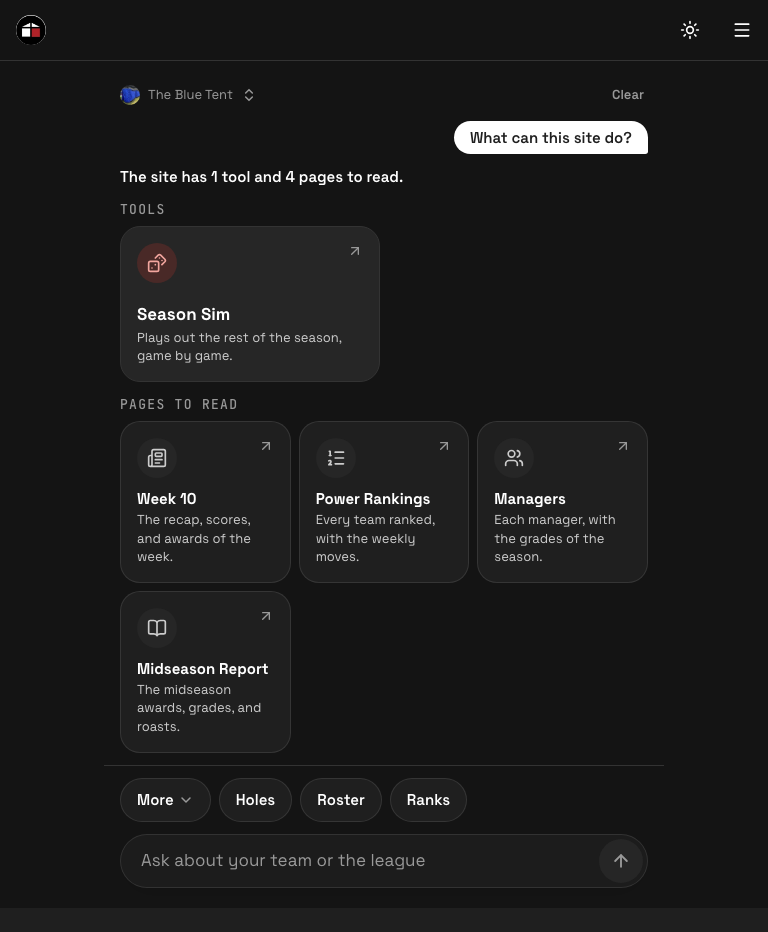 The Blue Tent
Clear
What can this site do?
The site has 1 tool and 4 pages to read.
TOOLS
Season Sim
Plays out the rest of the season,
game by game.
PAGES TO READ
Week 10
The recap, scores,
and awards of the
week.
Power Rankings
Every team ranked,
with the weekly
moves.
Managers
Each manager, with
the grades of the
season.
Midseason Report
The midseason
awards, grades, and
roasts.
More
Holes
Roster
Ranks
Ask about your team or the league